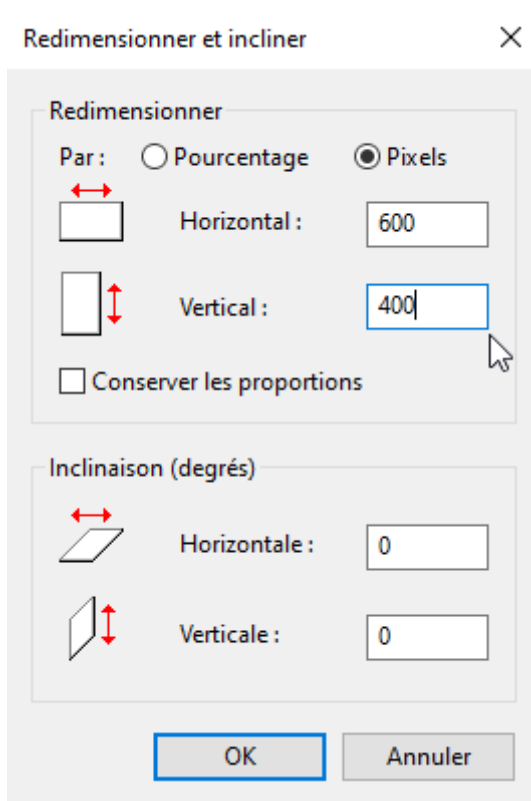 Redimensionner et incliner
Redimensionner
Par : Pourcentage Pixels
Horizontal : 600
Vertical : 400
Conserver les proportions
Inclinaison (degrés)
Horizontale : 0
Verticale : 0
OK Annuler